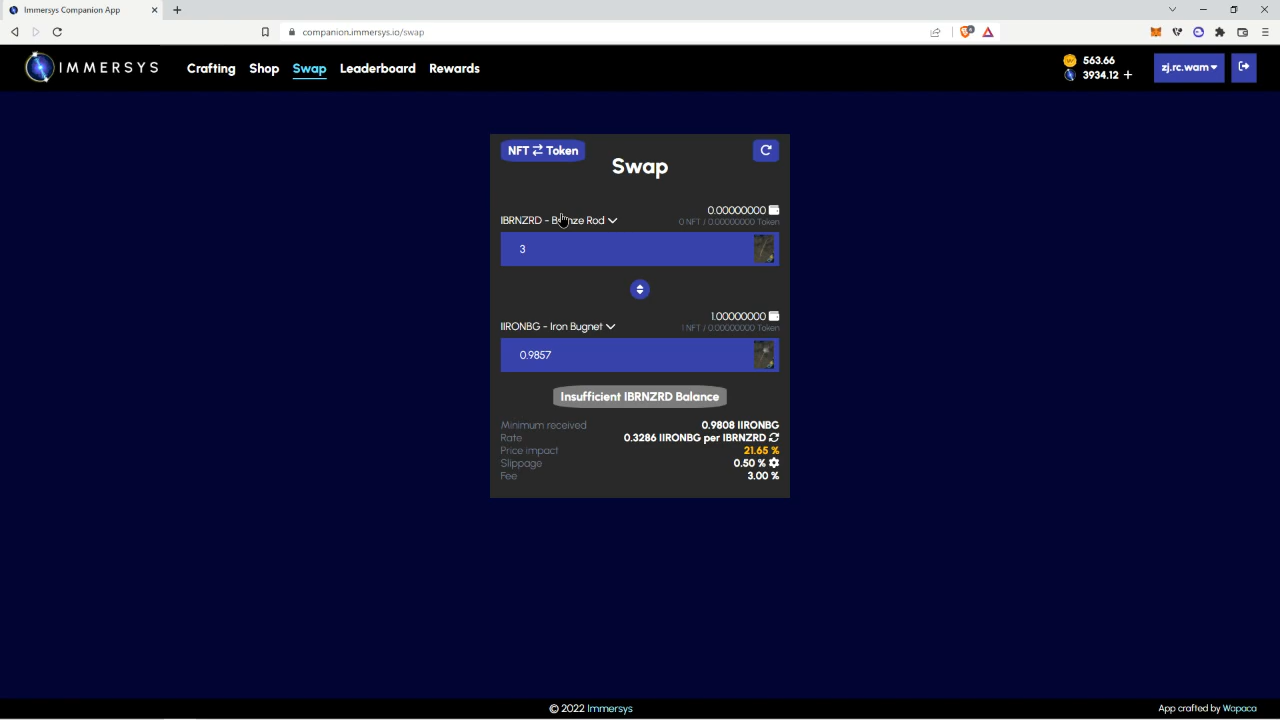 Immersys Companion App
companion.immersys.io/swap
IMMERSYS
Crafting
Shop
Swap
Leaderboard
Rewards
563.66
3934.12 +
zj.rc.wam
NFT ⇄ Token
Swap
0.00000000
IBRNZRD - Bronze Rod
0 NFT / 0.00000000 Token
3
1.00000000
IIRONBG - Iron Bugnet
1 NFT / 0.00000000 Token
0.9857
Insufficient IBRNZRD Balance
Minimum received 0.9808 IIRONBG
Rate 0.3286 IIRONBG per IBRNZRD
Price impact 21.65 %
Slippage 0.50 %
Fee 3.00 %
© 2022 Immersys
App crafted by Wapaca